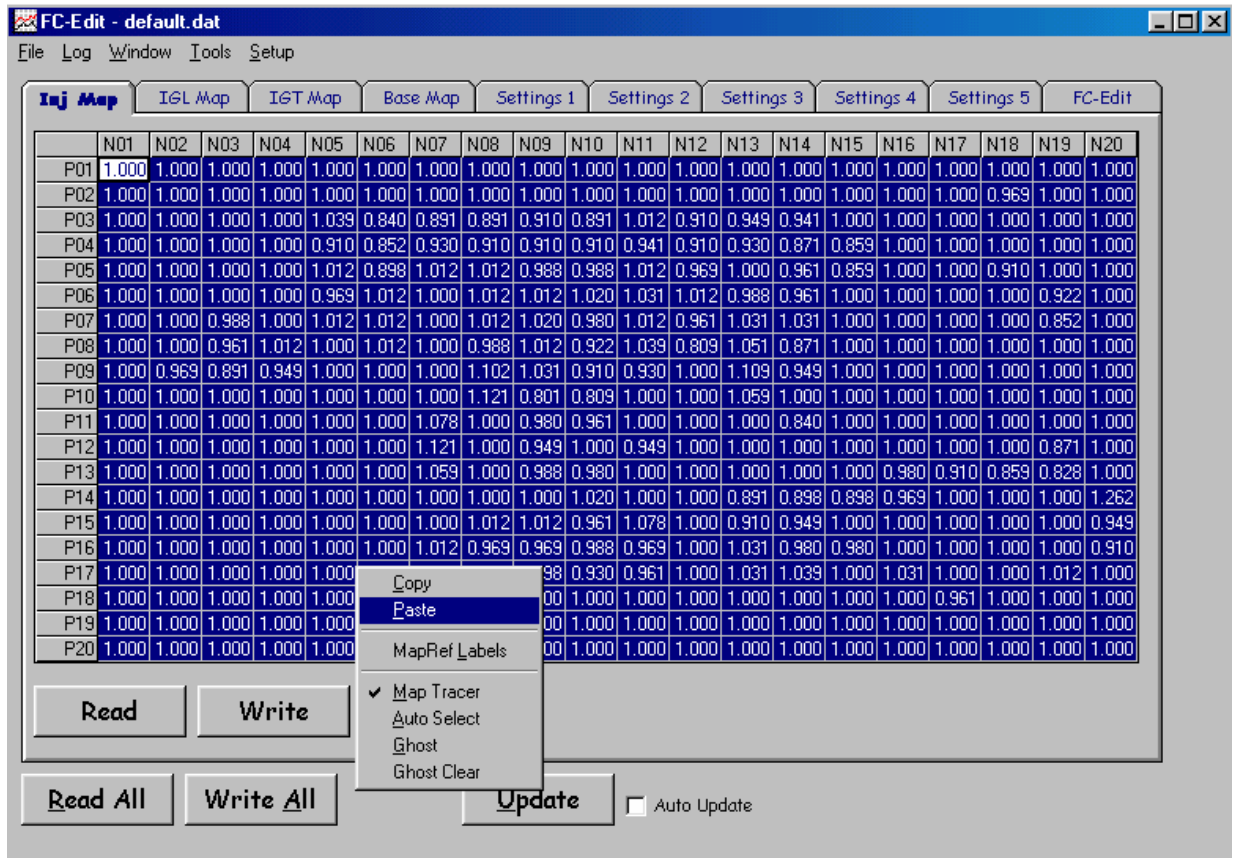 FC-Edit - default.dat
File Log Window Tools Setup
Inj Map IGL Map IGT Map Base Map Settings 1 Settings 2 Settings 3 Settings 4 Settings 5 FC-Edit
N01 N02 N03 N04 N05 N06 N07 N08 N09 N10 N11 N12 N13 N14 N15 N16 N17 N18 N19 N20
P01 1.000 1.000 1.000 1.000 1.000 1.000 1.000 1.000 1.000 1.000 1.000 1.000 1.000 1.000 1.000 1.000 1.000 1.000 1.000 1.000
P02 1.000 1.000 1.000 1.000 1.000 1.000 1.000 1.000 1.000 1.000 1.000 1.000 1.000 1.000 1.000 1.000 1.000 0.969 1.000 1.000
P03 1.000 1.000 1.000 1.000 1.039 0.840 0.891 0.891 0.910 0.891 1.012 0.910 0.949 0.941 1.000 1.000 1.000 1.000 1.000 1.000
P04 1.000 1.000 1.000 1.000 0.910 0.852 0.930 0.910 0.910 0.910 0.941 0.910 0.930 0.871 0.859 1.000 1.000 1.000 1.000 1.000
P05 1.000 1.000 1.000 1.000 1.012 0.898 1.012 1.012 0.988 0.988 1.012 0.969 1.000 0.961 0.859 1.000 1.000 0.910 1.000 1.000
P06 1.000 1.000 1.000 1.000 0.969 1.012 1.000 1.012 1.012 1.020 1.031 1.012 0.988 0.961 1.000 1.000 1.000 1.000 0.922 1.000
P07 1.000 1.000 0.988 1.000 1.012 1.012 1.000 1.012 1.020 0.980 1.012 0.961 1.031 1.031 1.000 1.000 1.000 1.000 0.852 1.000
P08 1.000 1.000 0.961 1.012 1.000 1.012 1.000 0.988 1.012 0.922 1.039 0.809 1.051 0.871 1.000 1.000 1.000 1.000 1.000 1.000
P09 1.000 0.969 0.891 0.949 1.000 1.000 1.000 1.102 1.031 0.910 0.930 1.000 1.109 0.949 1.000 1.000 1.000 1.000 1.000 1.000
P10 1.000 1.000 1.000 1.000 1.000 1.000 1.000 1.121 0.801 0.809 1.000 1.000 1.059 1.000 1.000 1.000 1.000 1.000 1.000 1.000
P11 1.000 1.000 1.000 1.000 1.000 1.000 1.078 1.000 0.980 0.961 1.000 1.000 1.000 0.840 1.000 1.000 1.000 1.000 1.000 1.000
P12 1.000 1.000 1.000 1.000 1.000 1.000 1.121 1.000 0.949 1.000 0.949 1.000 1.000 1.000 1.000 1.000 1.000 1.000 0.871 1.000
P13 1.000 1.000 1.000 1.000 1.000 1.000 1.059 1.000 0.988 0.980 1.000 1.000 1.000 1.000 1.000 0.980 0.910 0.859 0.828 1.000
P14 1.000 1.000 1.000 1.000 1.000 1.000 1.000 1.000 1.000 1.020 1.000 1.000 0.891 0.898 0.898 0.969 1.000 1.000 1.000 1.262
P15 1.000 1.000 1.000 1.000 1.000 1.000 1.000 1.012 1.012 0.961 1.078 1.000 0.910 0.949 1.000 1.000 1.000 1.000 1.000 0.949
P16 1.000 1.000 1.000 1.000 1.000 1.000 1.012 0.969 0.969 0.988 0.969 1.000 1.031 0.980 0.980 1.000 1.000 1.000 1.000 0.910
P17 1.000 1.000 1.000 1.000 1.000 98 0.930 0.961 1.000 1.031 1.039 1.000 1.031 1.000 1.000 1.012 1.000
P18 1.000 1.000 1.000 1.000 1.000 00 1.000 1.000 1.000 1.000 1.000 1.000 1.000 0.961 1.000 1.000 1.000
P19 1.000 1.000 1.000 1.000 1.000 00 1.000 1.000 1.000 1.000 1.000 1.000 1.000 1.000 1.000 1.000 1.000
P20 1.000 1.000 1.000 1.000 1.000 00 1.000 1.000 1.000 1.000 1.000 1.000 1.000 1.000 1.000 1.000 1.000
Copy
Paste
MapRef Labels
Map Tracer
Auto Select
Ghost
Ghost Clear
Read Write
Read All Write All Update Auto Update